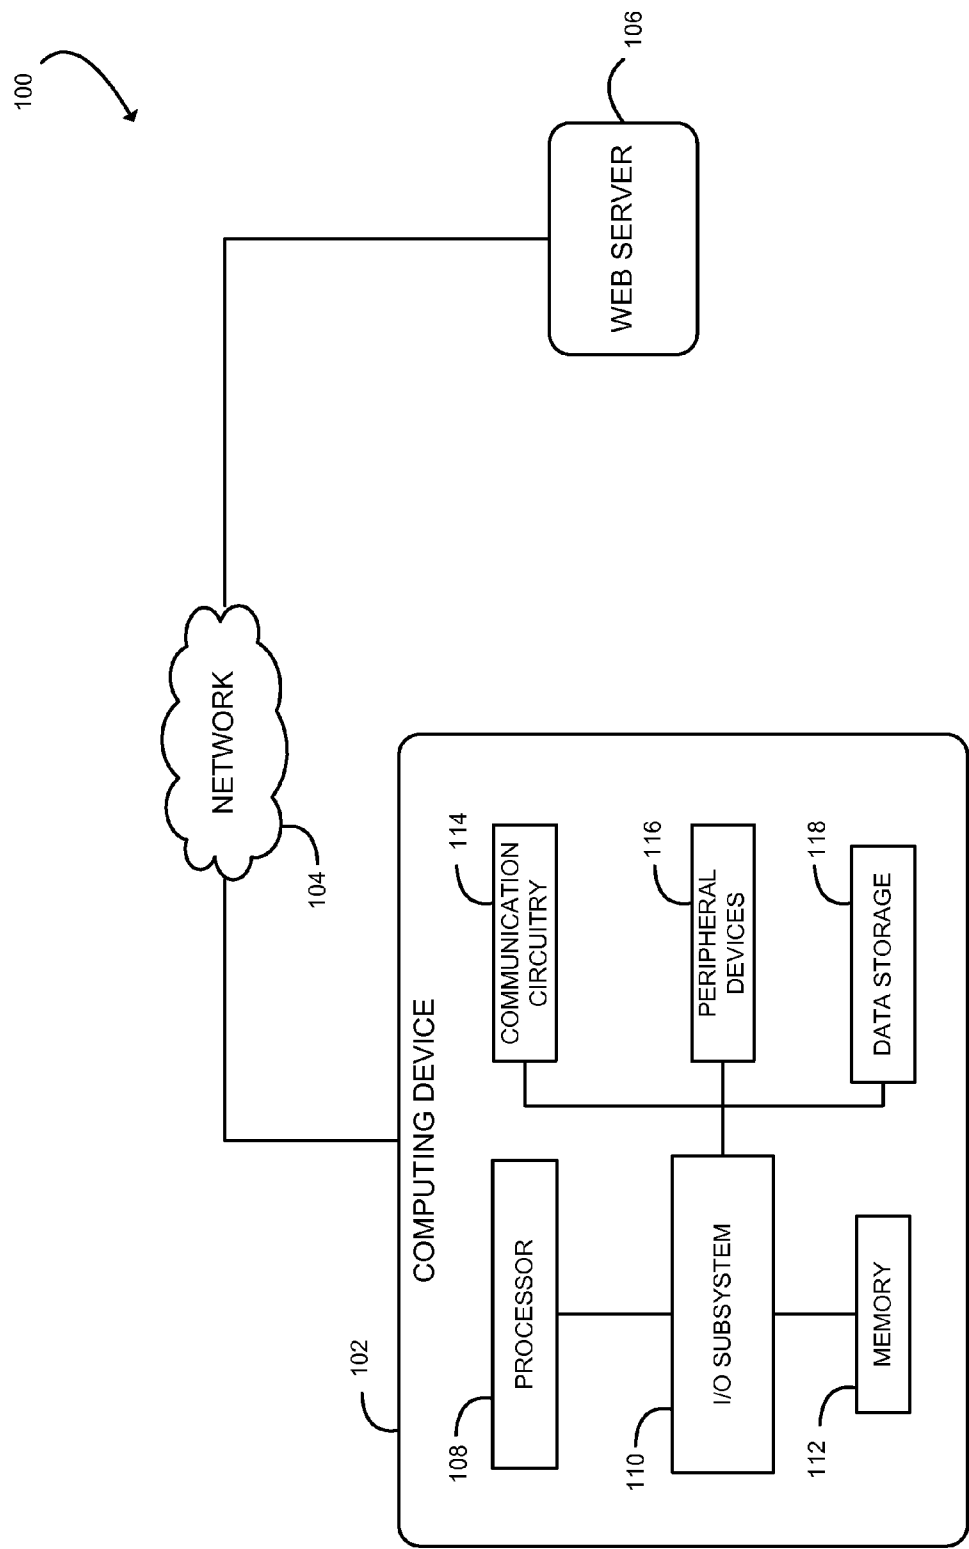 100
NETWORK
104
102
COMPUTING DEVICE
108
PROCESSOR
114
COMMUNICATION
CIRCUITRY
110
I/O SUBSYSTEM
116
PERIPHERAL
DEVICES
112
MEMORY
118
DATA STORAGE
WEB SERVER
106